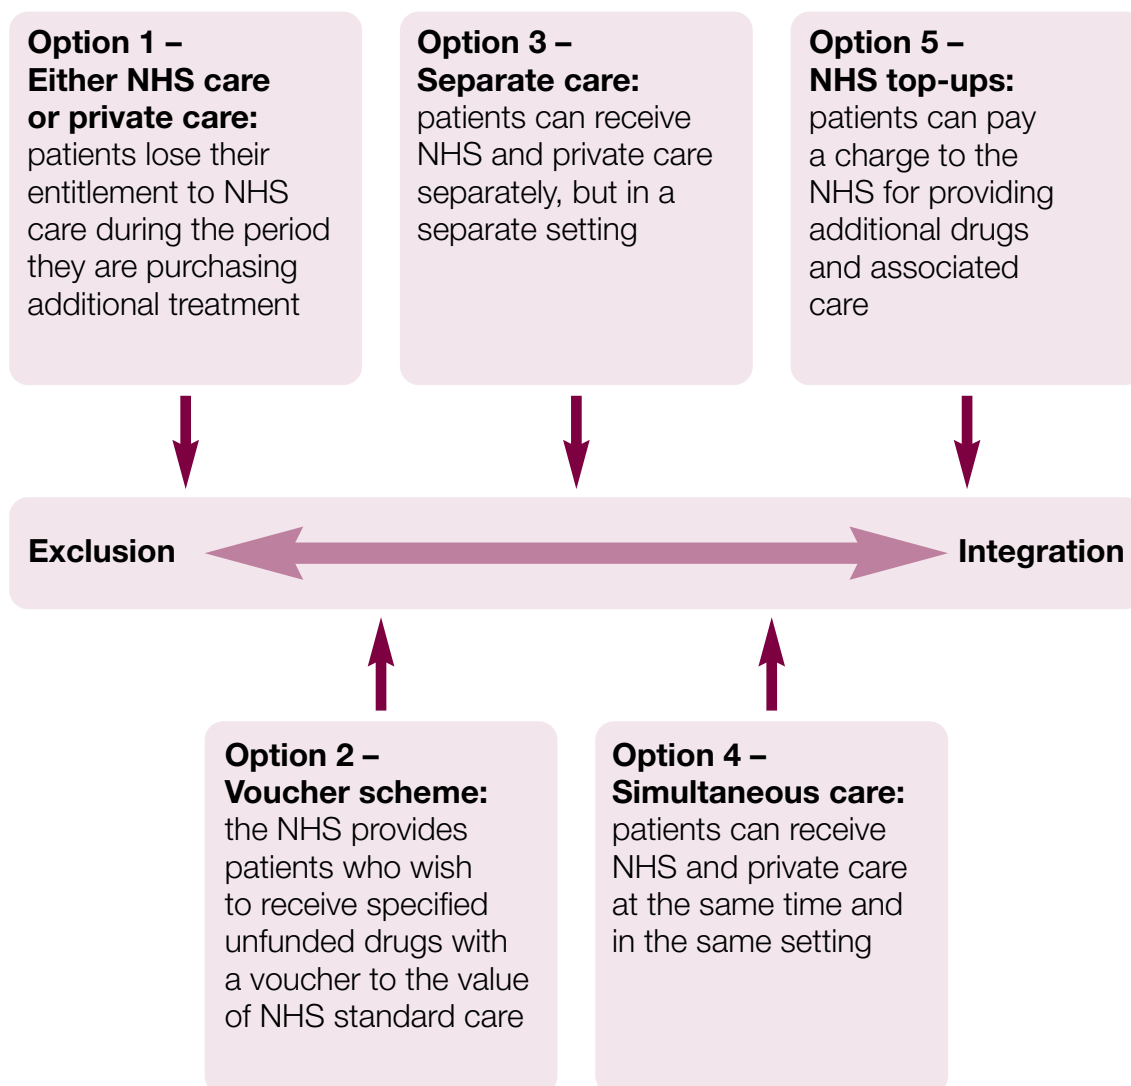 Option 1 –
Either NHS care
or private care:
patients lose their
entitlement to NHS
care during the period
they are purchasing
additional treatment
Option 3 –
Separate care:
patients can receive
NHS and private care
separately, but in a
separate setting
Option 5 –
NHS top-ups:
patients can pay
a charge to the
NHS for providing
additional drugs
and associated
care
Exclusion
Integration
Option 2 –
Voucher scheme:
the NHS provides
patients who wish
to receive specified
unfunded drugs with
a voucher to the value
of NHS standard care
Option 4 –
Simultaneous care:
patients can receive
NHS and private care
at the same time and
in the same setting